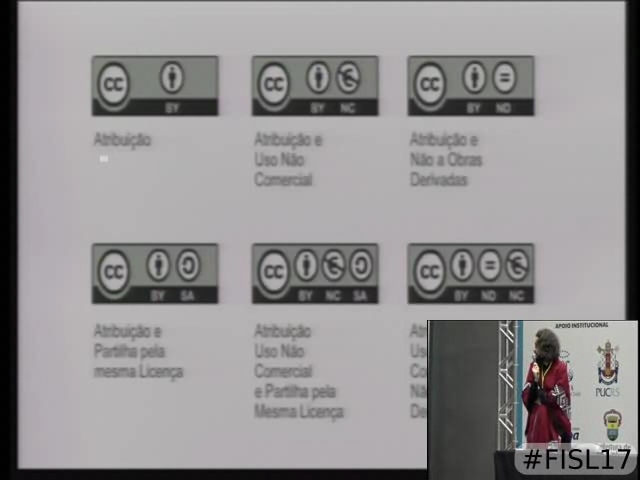 CC BY
CC BY NC
CC BY ND
Atribuição
Atribuição e
Uso Não
Comercial
Atribuição e
Não a Obras
Derivadas
CC BY SA
CC BY NC SA
CC BY ND NC
Atribuição e
Partilha pela
mesma Licença
Atribuição
Uso Não
Comercial
e Partilha pela
Mesma Licença
APOIO INSTITUCIONAL
PUCRS
#FISL17